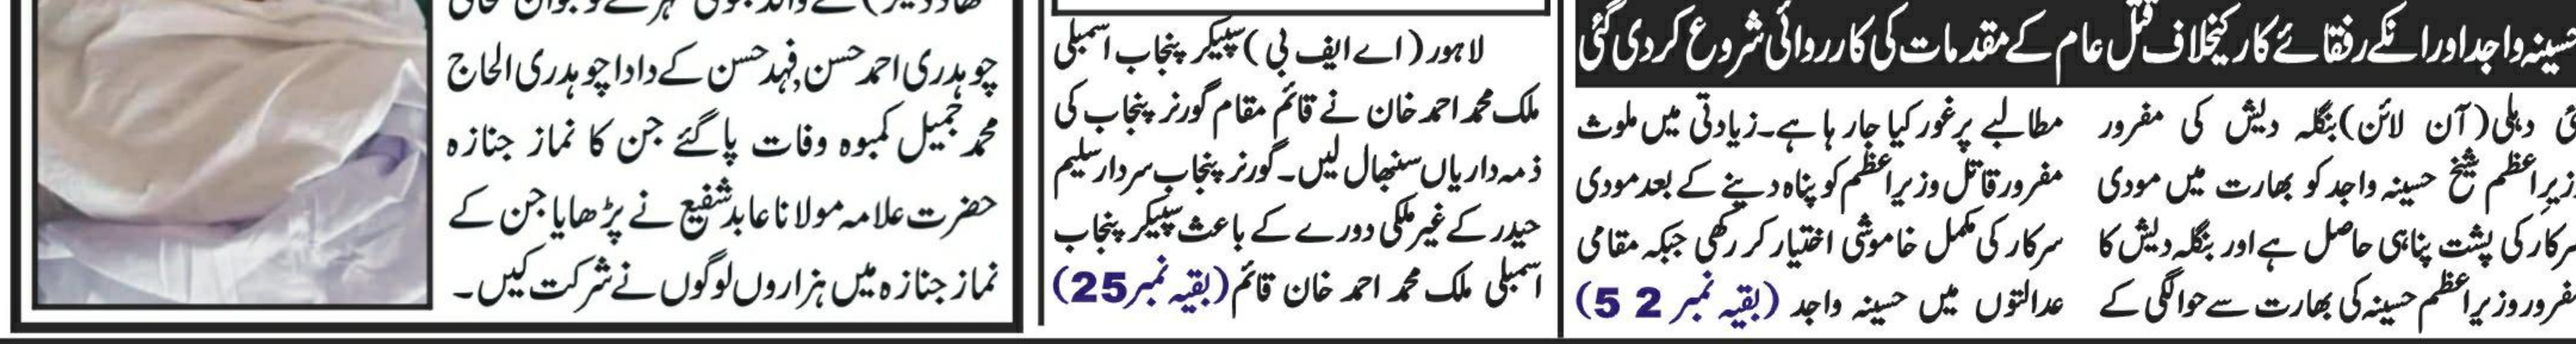 حسینہ واجد اور انکے رفقائے کار کیخلاف قتل عام کے مقدمات کی کارروائی شروع کردی گئی
دہلی (آن لائن) بنگلہ دیش کی مفرور
وزیراعظم شیخ حسینہ واجد کو بھارت میں مودی
سرکار کی پشت پناہی حاصل ہے اور بنگلہ دیش کا
مفرور وزیراعظم حسینہ کی بھارت سے حوالگی کے
مطالبے پر غور کیا جا رہا ہے۔ زیادتی میں ملوث
مفرور قاتل وزیراعظم کو پناہ دینے کے بعد مودی
سرکار کی مکمل خاموشی اختیار کر رکھی جبکہ مقامی
عدالتوں میں حسینہ واجد (بقیہ نمبر 2 5)
لاہور (اے ایف بی) سپیکر پنجاب اسمبلی
ملک محمد احمد خان نے قائم مقام گورنر پنجاب کی
ذمہ داریاں سنبھال لیں۔ گورنر پنجاب سردار سلیم
حیدر کے غیر ملکی دورے کے باعث سپیکر پنجاب
اسمبلی ملک محمد احمد خان قائم (بقیہ نمبر 25)
چوہدری احمد حسن, فہد حسن کے دادا چوہدری الحاج
محمد جمیل کمبوہ وفات پا گئے جن کا نماز جنازہ
حضرت علامہ مولانا عابد شفیع نے پڑھایا جن کے
نماز جنازہ میں ہزاروں لوگوں نے شرکت کیں۔